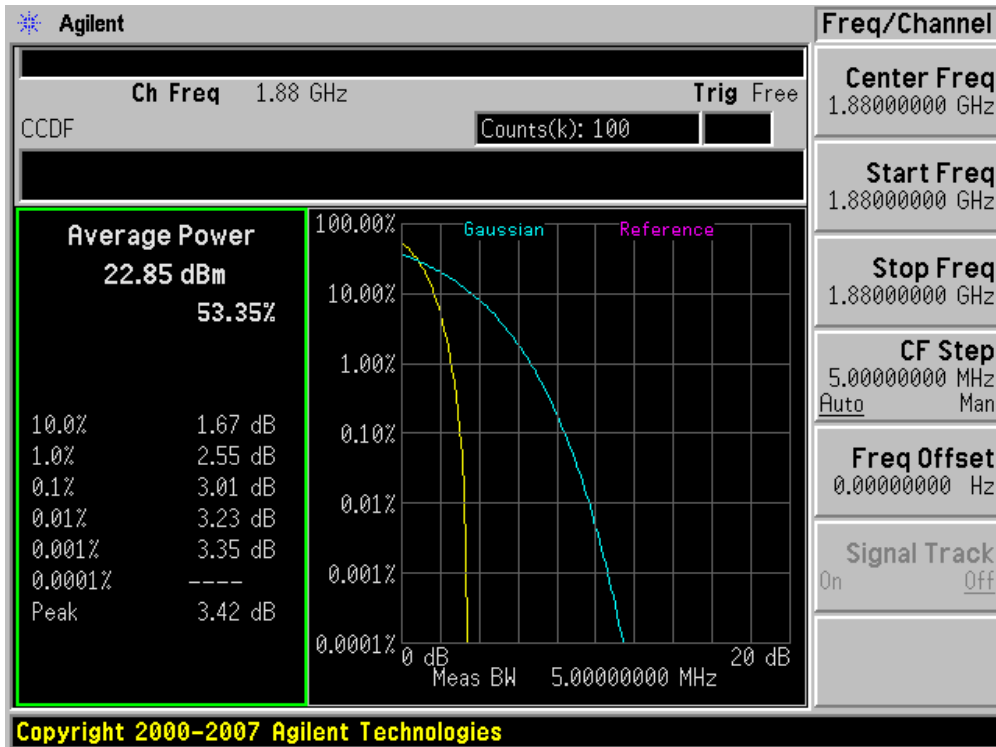 Agilent
Ch Freq 1.88 GHz Trig Free
CCDF Counts(k): 100
Average Power
22.85 dBm
53.35%
10.0% 1.67 dB
1.0% 2.55 dB
0.1% 3.01 dB
0.01% 3.23 dB
0.001% 3.35 dB
0.0001% ----
Peak 3.42 dB
Gaussian Reference
100.00%
10.00%
1.00%
0.10%
0.01%
0.001%
0.0001%
0 dB 20 dB
Meas BW 5.00000000 MHz
Freq/Channel
Center Freq
1.88000000 GHz
Start Freq
1.88000000 GHz
Stop Freq
1.88000000 GHz
CF Step
5.00000000 MHz
Auto Man
Freq Offset
0.00000000 Hz
Signal Track
On Off
Copyright 2000-2007 Agilent Technologies